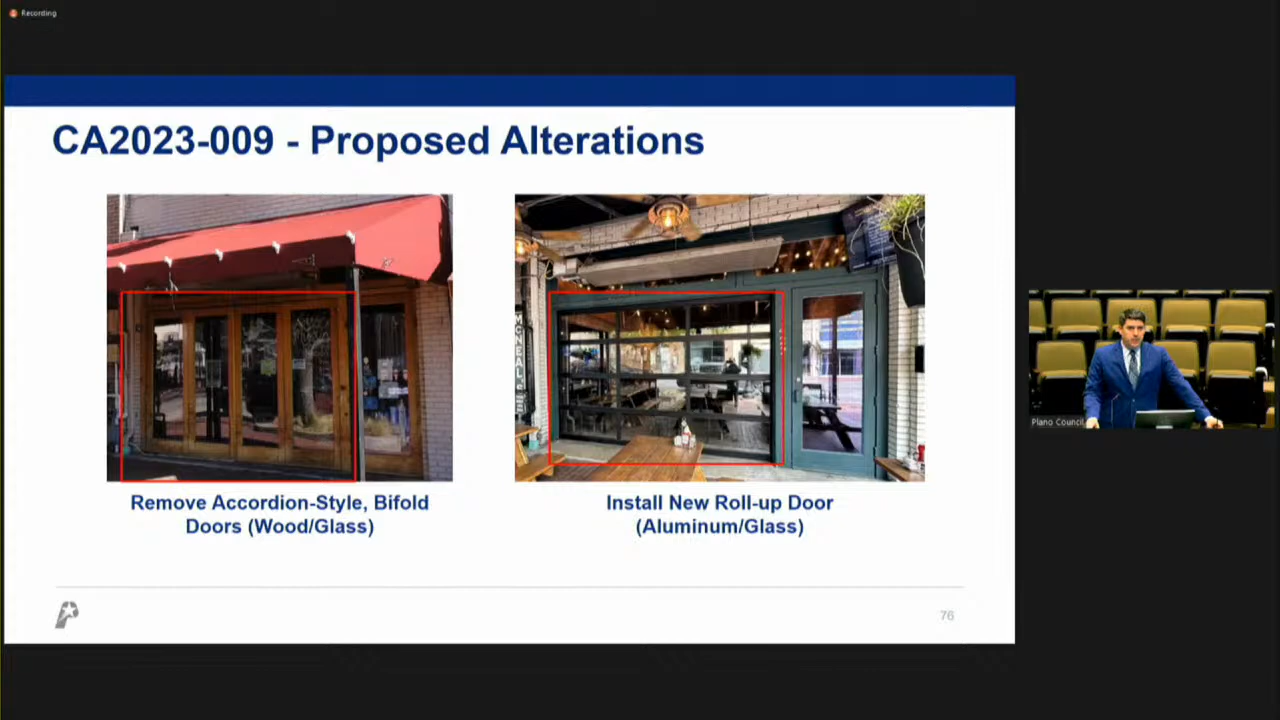 Recording
CA2023-009 - Proposed Alterations
Remove Accordion-Style, Bifold
Doors (Wood/Glass)
Install New Roll-up Door
(Aluminum/Glass)
76
Plano Council